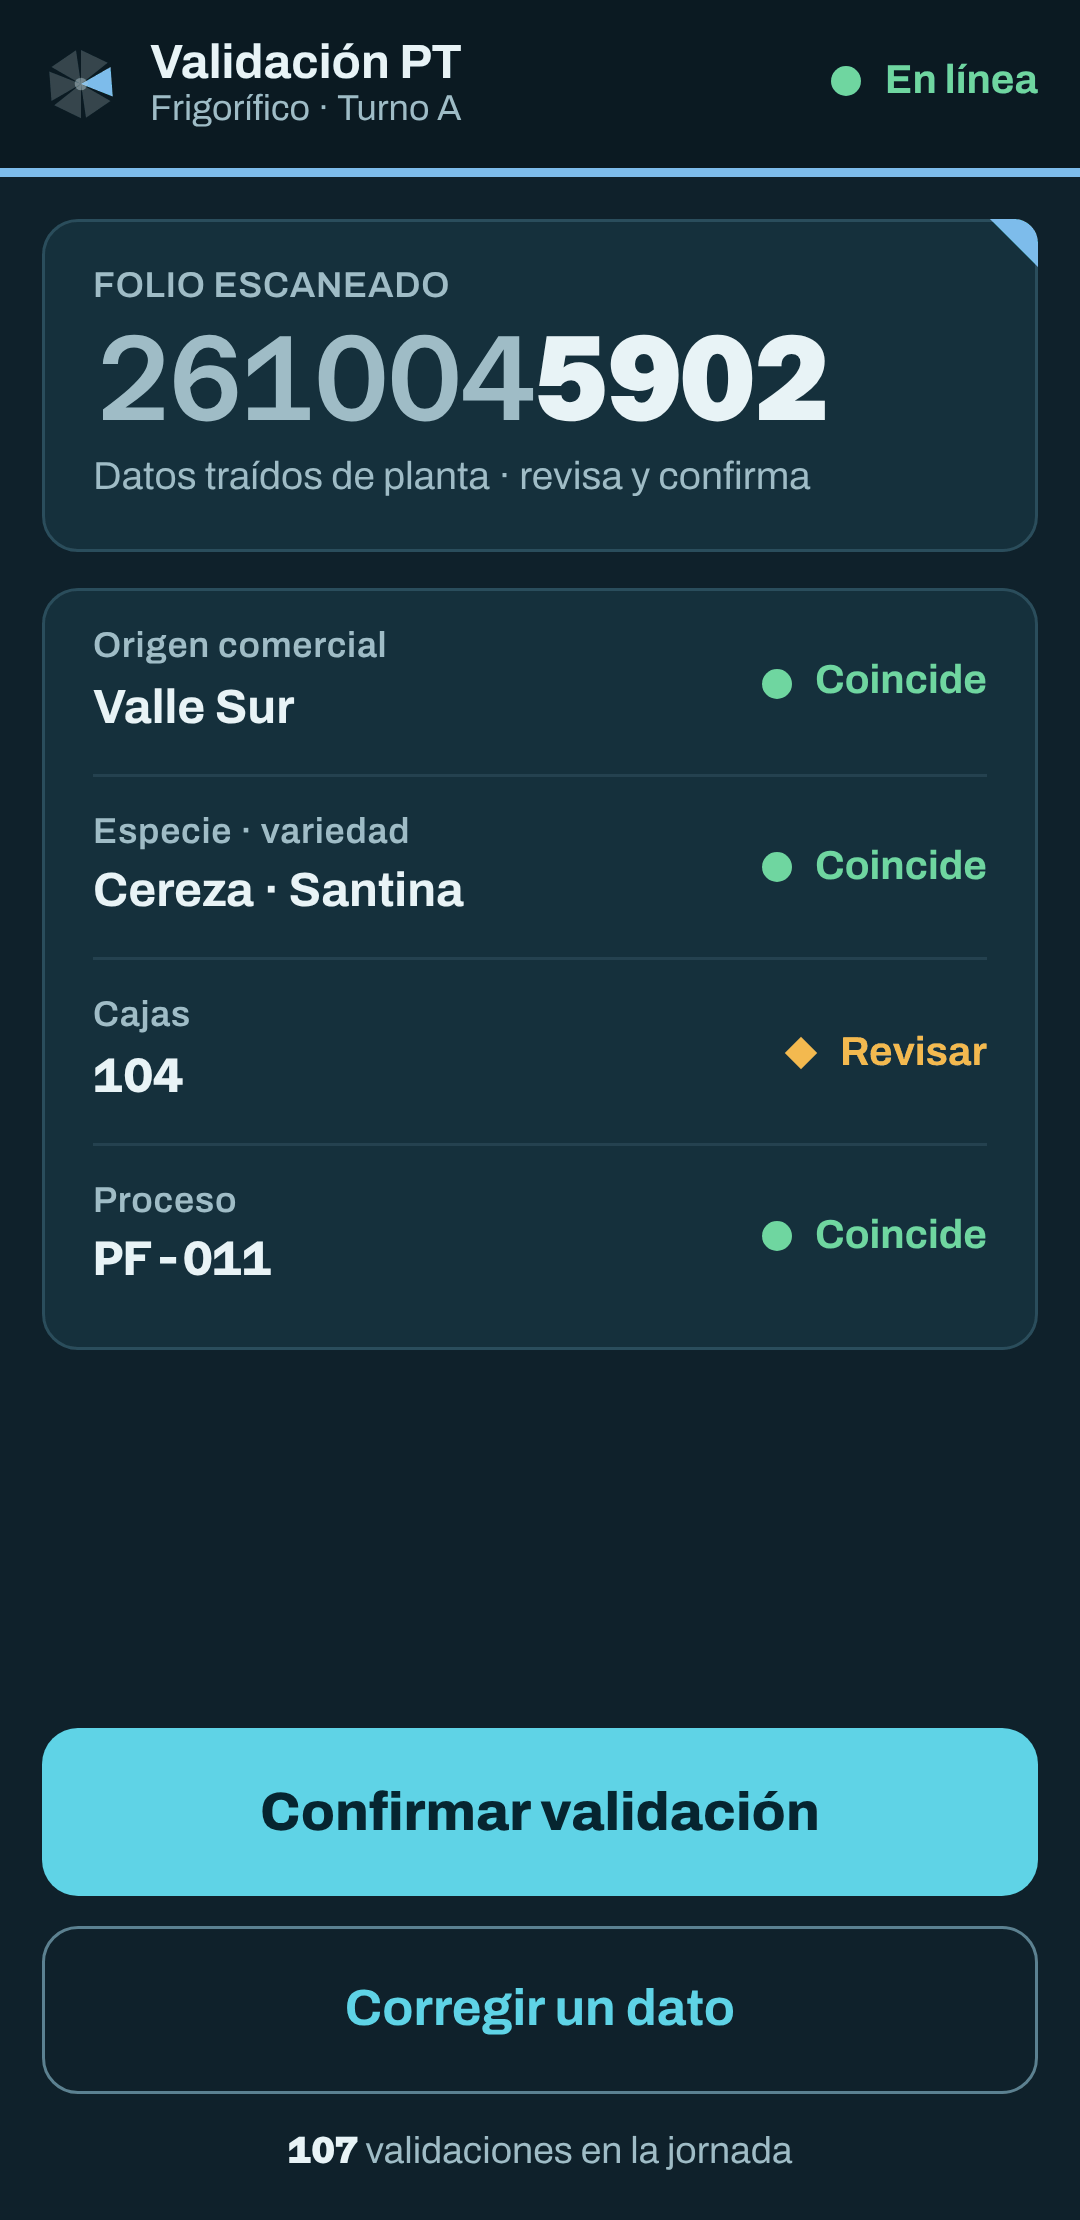 Validación PT
Frigorífico · Turno A
En línea
FOLIO ESCANEADO
2610045902
Datos traídos de planta · revisa y confirma
Origen comercial
Valle Sur
Coincide
Especie · variedad
Cereza · Santina
Coincide
Cajas
104
Revisar
Proceso
PF-011
Coincide
Confirmar validación
Corregir un dato
107 validaciones en la jornada